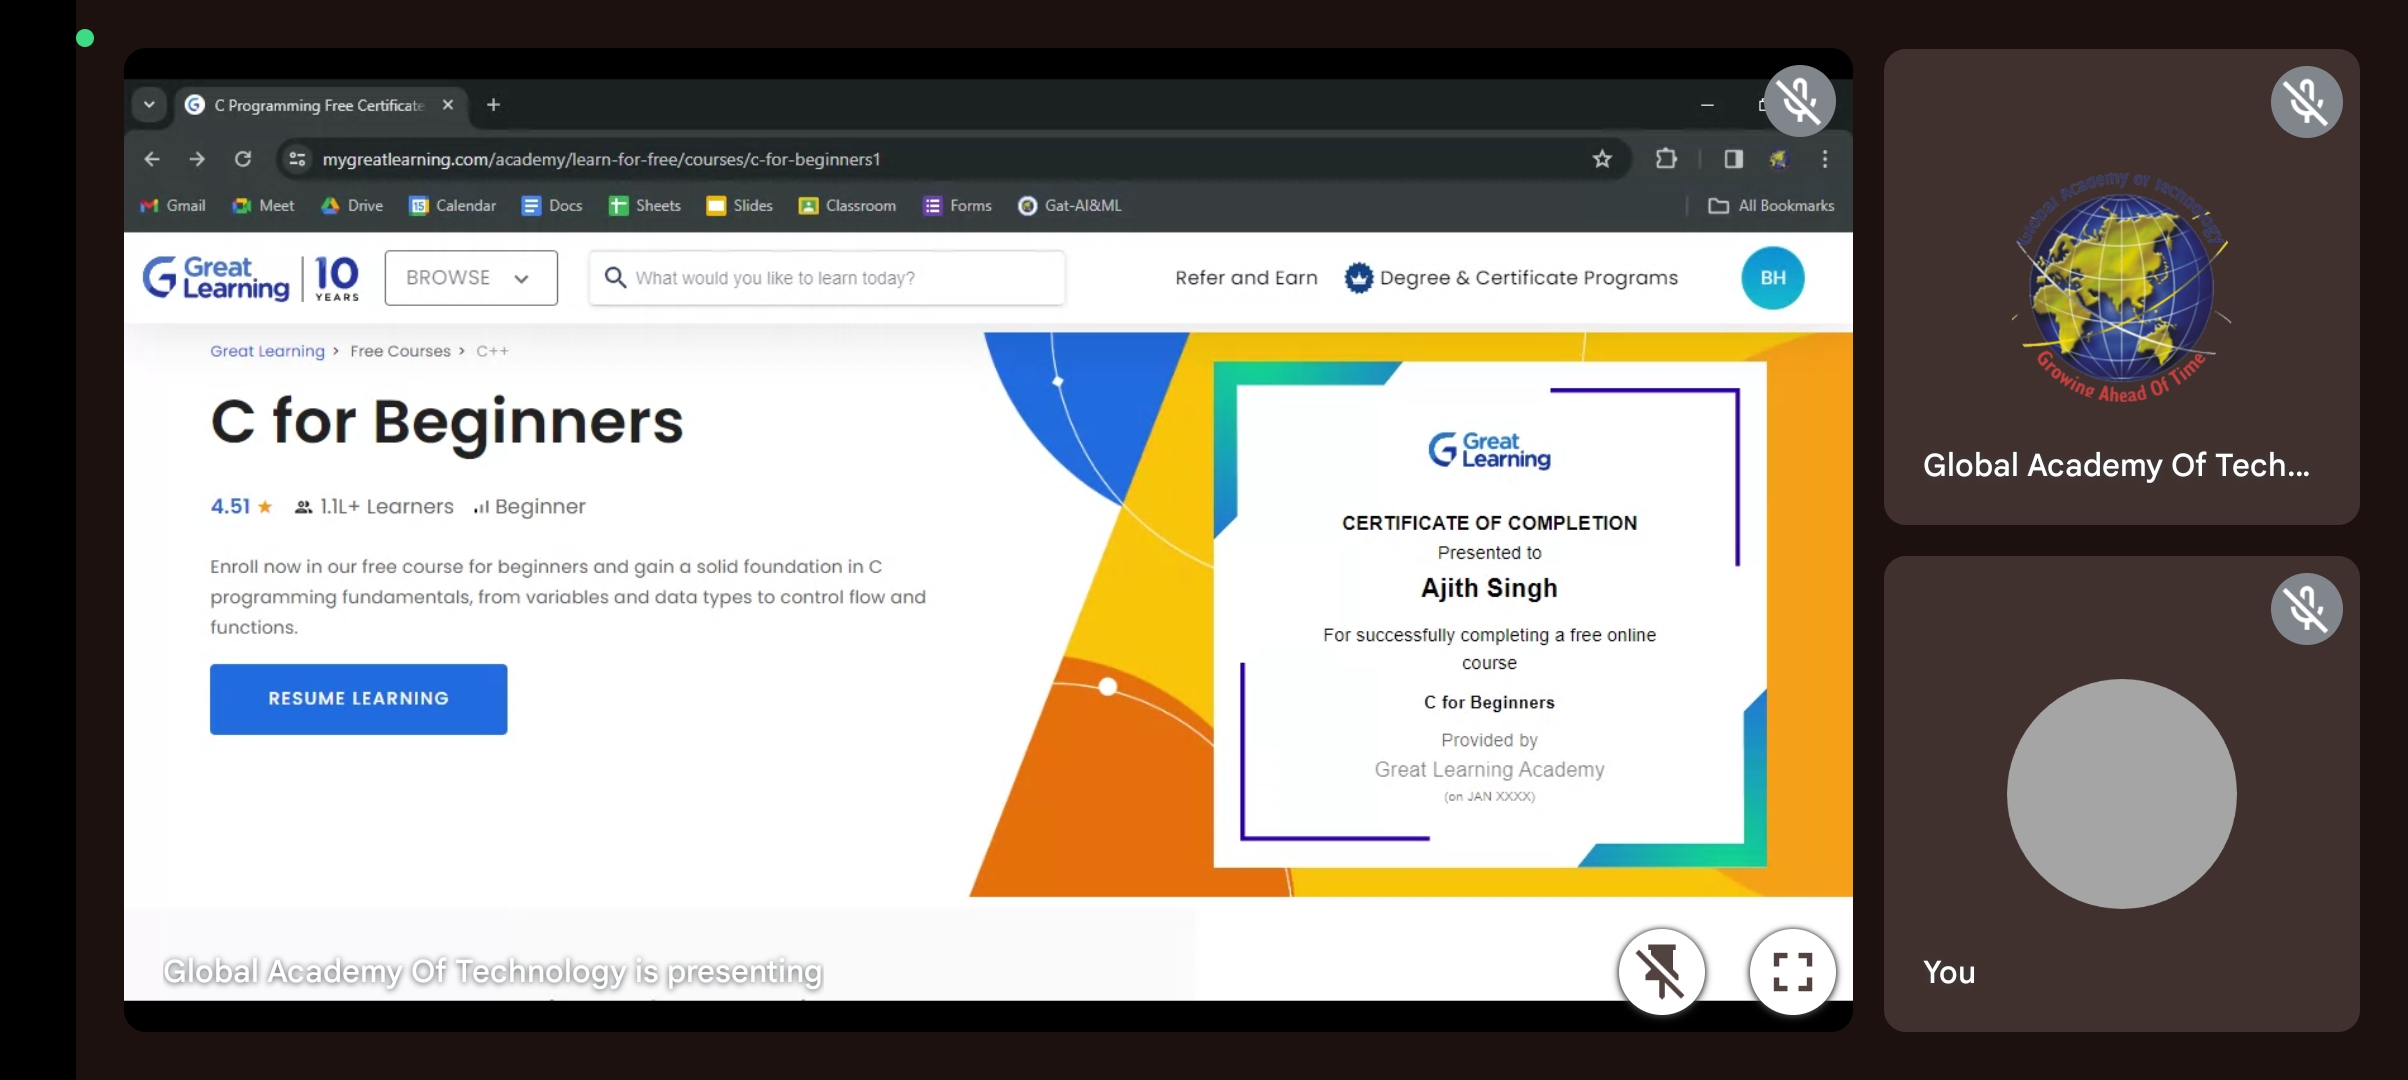 C Programming Free Certificate
mygreatlearning.com/academy/learn-for-free/courses/c-for-beginners1
Gmail Meet Drive Calendar Docs Sheets Slides Classroom Forms Gat-AI&ML All Bookmarks
Great Learning 10 YEARS
BROWSE
What would you like to learn today?
Refer and Earn
Degree & Certificate Programs
BH
Great Learning > Free Courses > C++
C for Beginners
4.51 ★ 1.1L+ Learners Beginner
Enroll now in our free course for beginners and gain a solid foundation in C
programming fundamentals, from variables and data types to control flow and
functions.
RESUME LEARNING
Great
Learning
CERTIFICATE OF COMPLETION
Presented to
Ajith Singh
For successfully completing a free online
course
C for Beginners
Provided by
Great Learning Academy
(on JAN XXXX)
Global Academy Of Technology is presenting
Global Academy of Technology
Growing Ahead Of Time
Global Academy Of Tech...
You